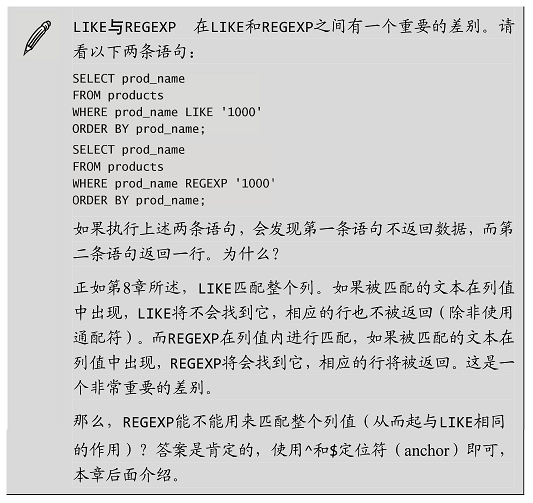 LIKE与REGEXP 在LIKE和REGEXP之间有一个重要的差别。请
看以下两条语句：
SELECT prod_name
FROM products
WHERE prod_name LIKE '1000'
ORDER BY prod_name;
SELECT prod_name
FROM products
WHERE prod_name REGEXP '1000'
ORDER BY prod_name;
如果执行上述两条语句，会发现第一条语句不返回数据，而第
二条语句返回一行。为什么？
正如第8章所述，LIKE匹配整个列。如果被匹配的文本在列值
中出现，LIKE将不会找到它，相应的行也不被返回（除非使用
通配符）。而REGEXP在列值内进行匹配，如果被匹配的文本在
列值中出现，REGEXP将会找到它，相应的行将被返回。这是一
个非常重要的差别。
那么，REGEXP能不能用来匹配整个列值（从而起与LIKE相同
的作用）？答案是肯定的，使用^和$定位符（anchor）即可，
本章后面介绍。